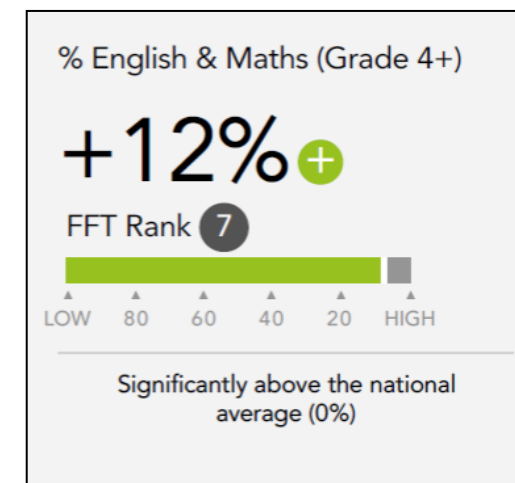 % English & Maths (Grade 4+)
+12% +
FFT Rank 7
LOW 80 60 40 20 HIGH
Significantly above the national
average (0%)